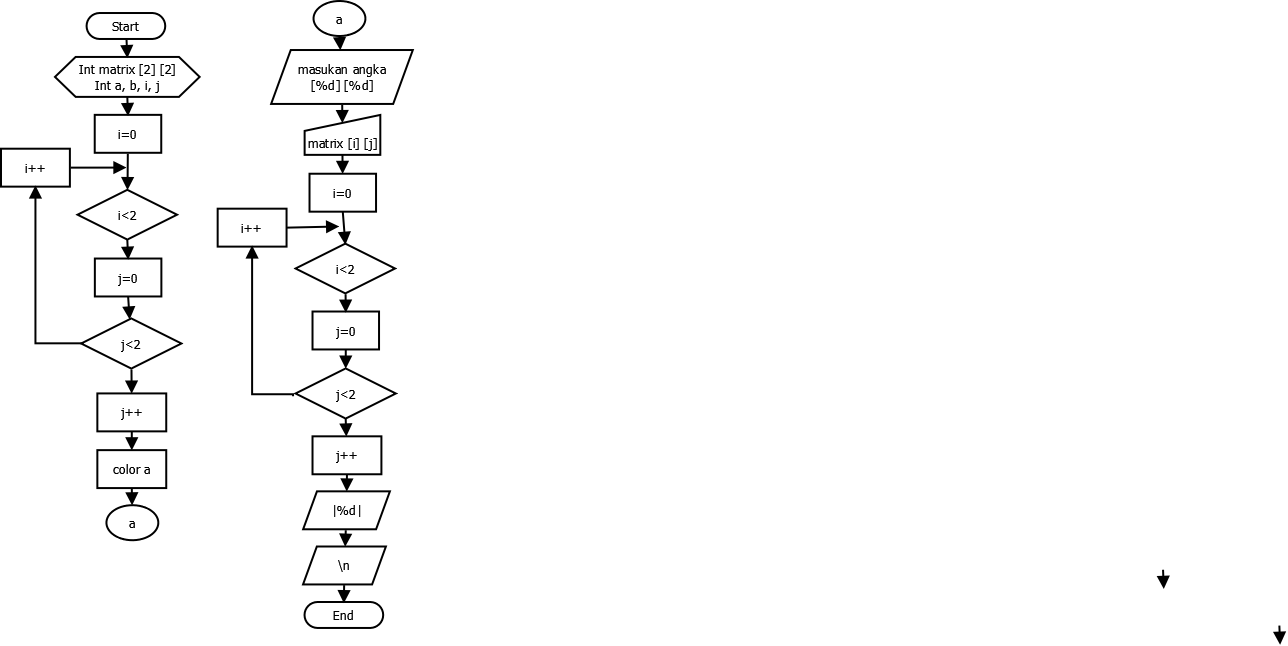 Start
Int matrix [2] [2]
Int a, b, i, j
i=0
i++
i<2
j=0
j<2
j++
color a
a
a
masukan angka
[%d] [%d]
matrix [i] [j]
i=0
i++
i<2
j=0
j<2
j++
|%d|
\n
End